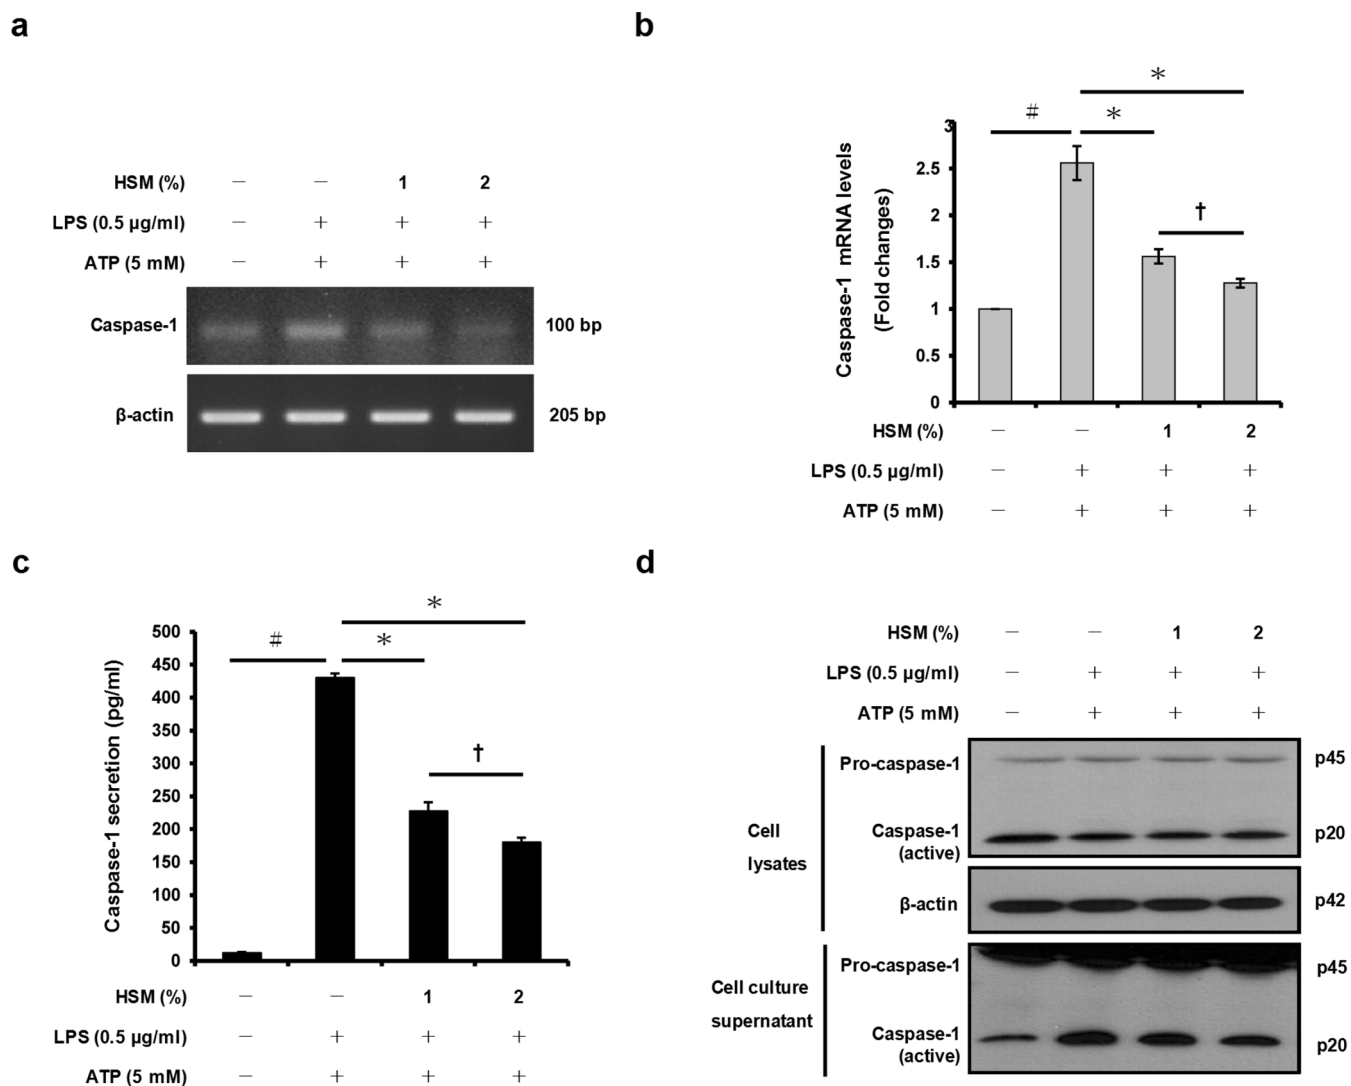 a
HSM (%) – – 1 2
LPS (0.5 µg/ml) – + + +
ATP (5 mM) – + + +
Caspase-1 100 bp
β-actin 205 bp
b
*
# *
†
3
2.5
2
1.5
1
0.5
0
Caspase-1 mRNA levels
(Fold changes)
HSM (%) – – 1 2
LPS (0.5 µg/ml) – + + +
ATP (5 mM) – + + +
c
*
# *
†
500
450
400
350
300
250
200
150
100
50
0
Caspase-1 secretion (pg/ml)
HSM (%) – – 1 2
LPS (0.5 µg/ml) – + + +
ATP (5 mM) – + + +
d
HSM (%) – – 1 2
LPS (0.5 µg/ml) – + + +
ATP (5 mM) – + + +
Cell
lysates
Pro-caspase-1 p45
Caspase-1 p20
(active)
β-actin p42
Cell culture
supernatant
Pro-caspase-1 p45
Caspase-1 p20
(active)